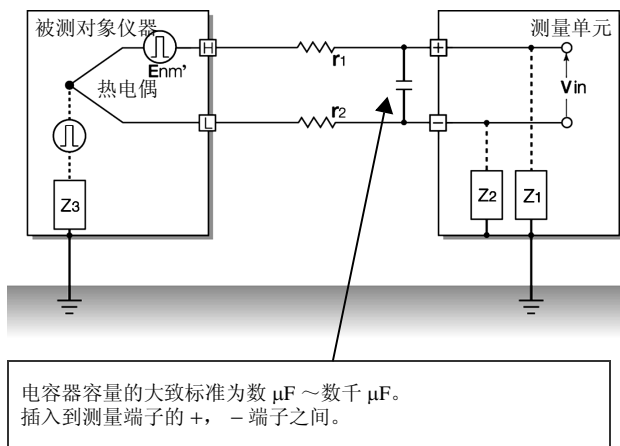 被测对象仪器
测量单元
H
r1
+
Enm'
热电偶
Vin
L
r2
−
Z3
Z2
Z1
电容器容量的大致标准为数 μF ～数千 μF。
插入到测量端子的 +， − 端子之间。